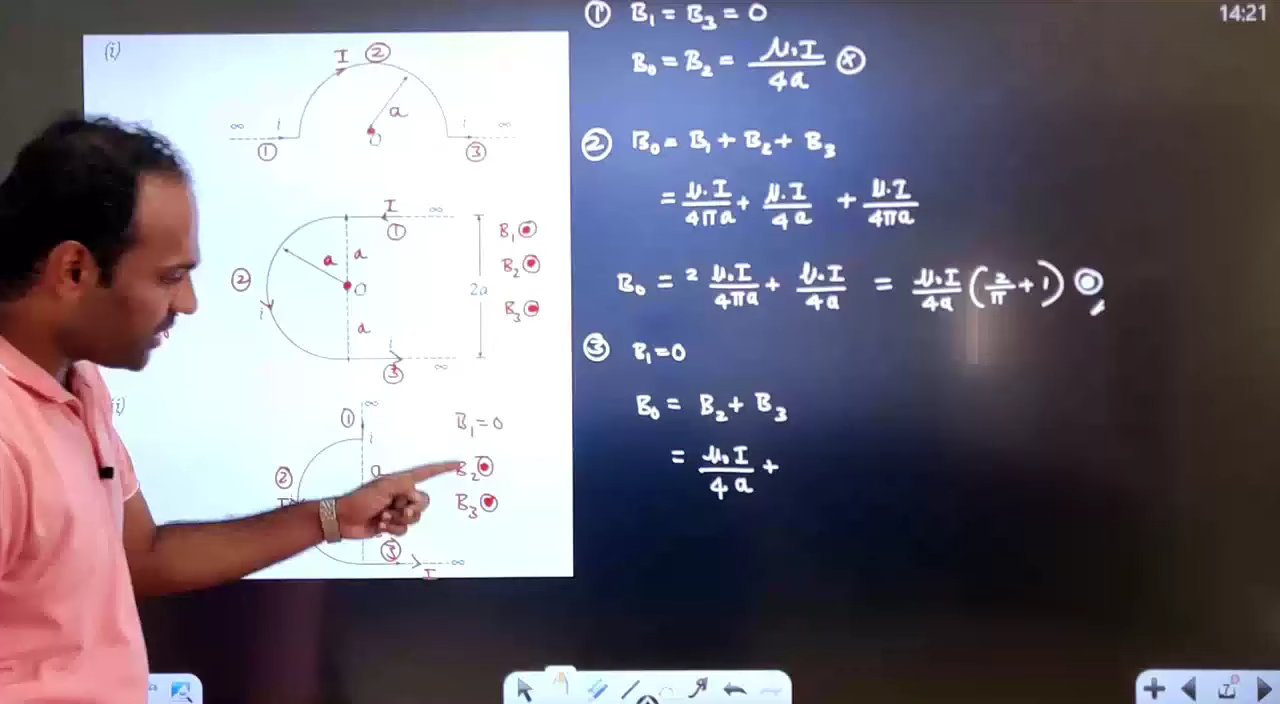 14:21
(i)
I ②
a
∞ i O i ∞
① ③
I ∞
①
a a
② O 2a
i a
i
③ ∞
B₁ ⊙
B₂ ⊙
B₃ ⊙
∞
①
i
② a
③
I ∞
B₁ = 0
B₂ ⊙
B₃ ⊙
① B₁ = B₃ = 0
B₀ = B₂ = μ₀I/4a ⊗
② B₀ = B₁ + B₂ + B₃
= μ₀I/4πa + μ₀I/4a + μ₀I/4πa
B₀ = 2 μ₀I/4πa + μ₀I/4a = μ₀I/4a (2/π + 1) ⊙
③ B₁ = 0
B₀ = B₂ + B₃
= μ₀I/4a +